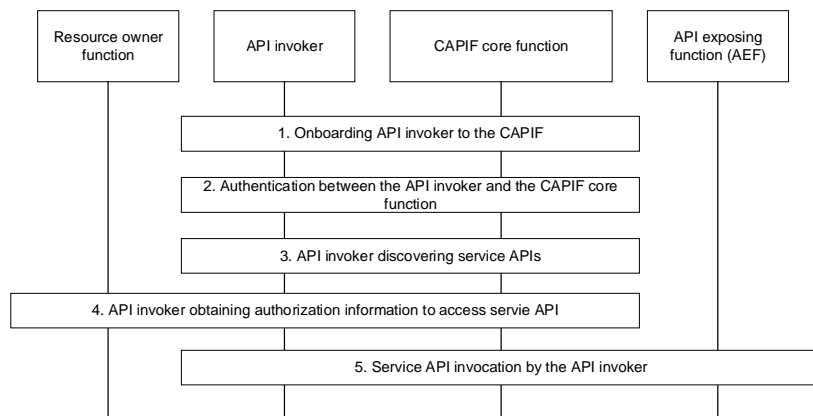 Resource owner
function
API invoker
CAPIF core function
API exposing
function (AEF)
1. Onboarding API invoker to the CAPIF
2. Authentication between the API invoker and the CAPIF core
function
3. API invoker discovering service APIs
4. API invoker obtaining authorization information to access servie API
5. Service API invocation by the API invoker